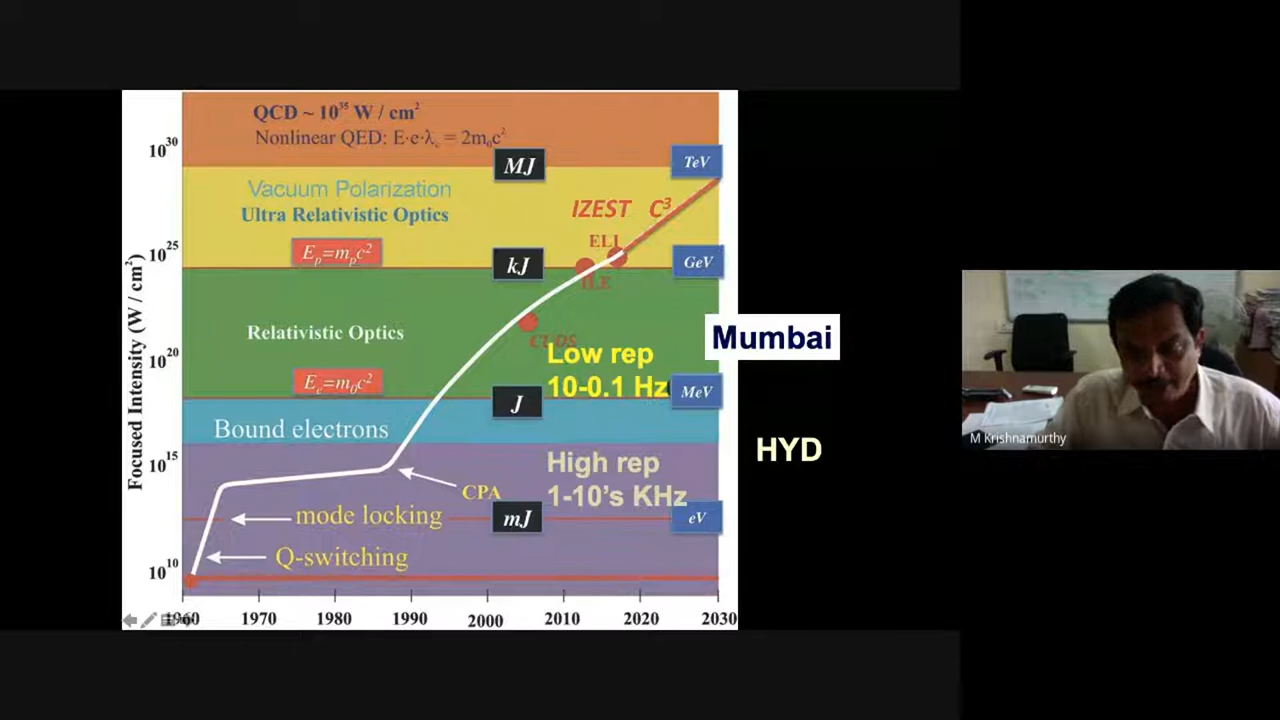 QCD ~ 10³⁵ W / cm²
Nonlinear QED: E·e·λc = 2m₀c²
10³⁰
MJ
TeV
Vacuum Polarization
Ultra Relativistic Optics
IZEST C³
ELI
Ep=mpc²
10²⁵
kJ
GeV
ILE
Focused Intensity (W / cm²)
Relativistic Optics
Mumbai
10²⁰
Low rep
10-0.1 Hz
Ee=m₀c²
J
MeV
Bound electrons
M Krishnamurthy
HYD
10¹⁵
High rep
1-10's KHz
CPA
mode locking
mJ
eV
Q-switching
10¹⁰
1960 1970 1980 1990 2000 2010 2020 2030